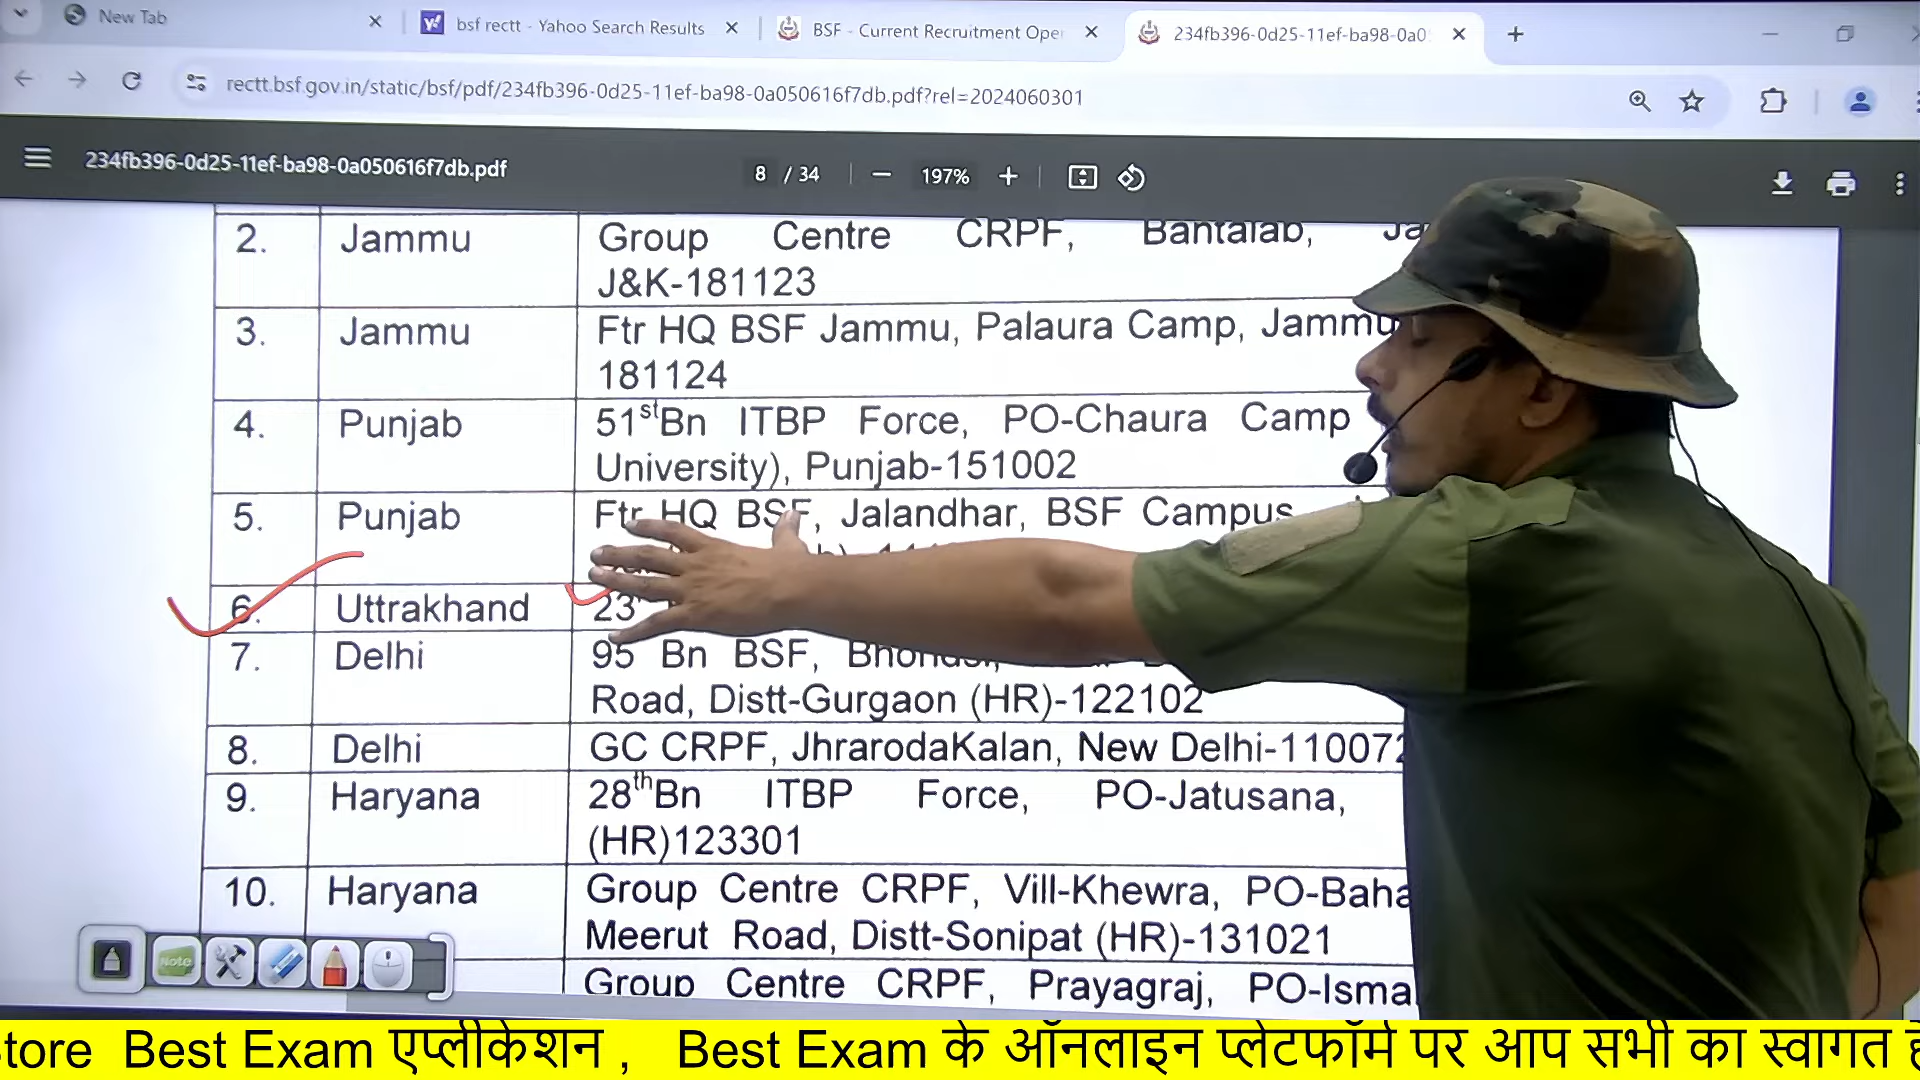 New Tab
bsf rectt - Yahoo Search Results
BSF - Current Recruitment Ope
234fb396-0d25-11ef-ba98-0a0
rectt.bsf.gov.in/static/bsf/pdf/234fb396-0d25-11ef-ba98-0a050616f7db.pdf?rel=2024060301
234fb396-0d25-11ef-ba98-0a050616f7db.pdf
8 / 34
197%
2. Jammu Group Centre CRPF, Bantalab,
J&K-181123
3. Jammu Ftr HQ BSF Jammu, Palaura Camp, Jammu
181124
4. Punjab 51stBn ITBP Force, PO-Chaura Camp
University), Punjab-151002
5. Punjab Ftr HQ BSF, Jalandhar, BSF Campus
6. Uttrakhand 23
7. Delhi 95 Bn BSF,
Road, Distt-Gurgaon (HR)-122102
8. Delhi GC CRPF, JhrarodaKalan, New Delhi-110072
9. Haryana 28thBn ITBP Force, PO-Jatusana,
(HR)123301
10. Haryana Group Centre CRPF, Vill-Khewra, PO-Baha
Meerut Road, Distt-Sonipat (HR)-131021
Group Centre CRPF, Prayagraj, PO-Isma
Note
tore Best Exam एप्लीकेशन , Best Exam के ऑनलाइन प्लेटफॉर्म पर आप सभी का स्वागत